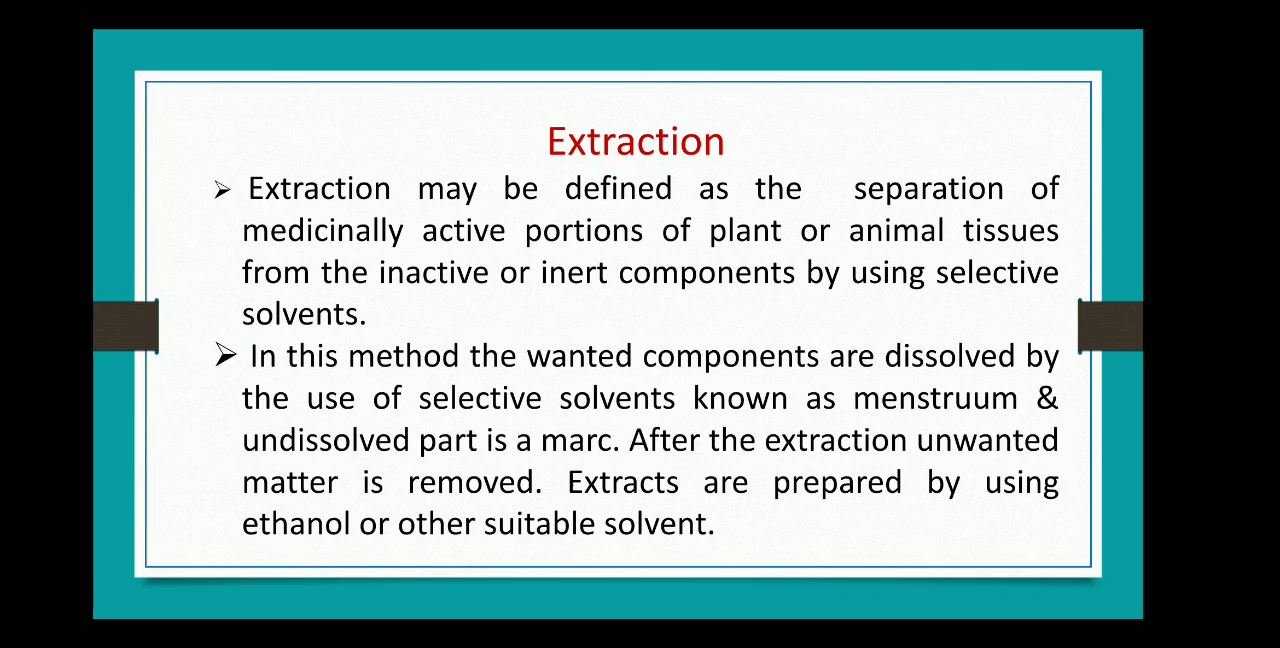 Extraction
➢ Extraction may be defined as the separation of
medicinally active portions of plant or animal tissues
from the inactive or inert components by using selective
solvents.
➢ In this method the wanted components are dissolved by
the use of selective solvents known as menstruum &
undissolved part is a marc. After the extraction unwanted
matter is removed. Extracts are prepared by using
ethanol or other suitable solvent.